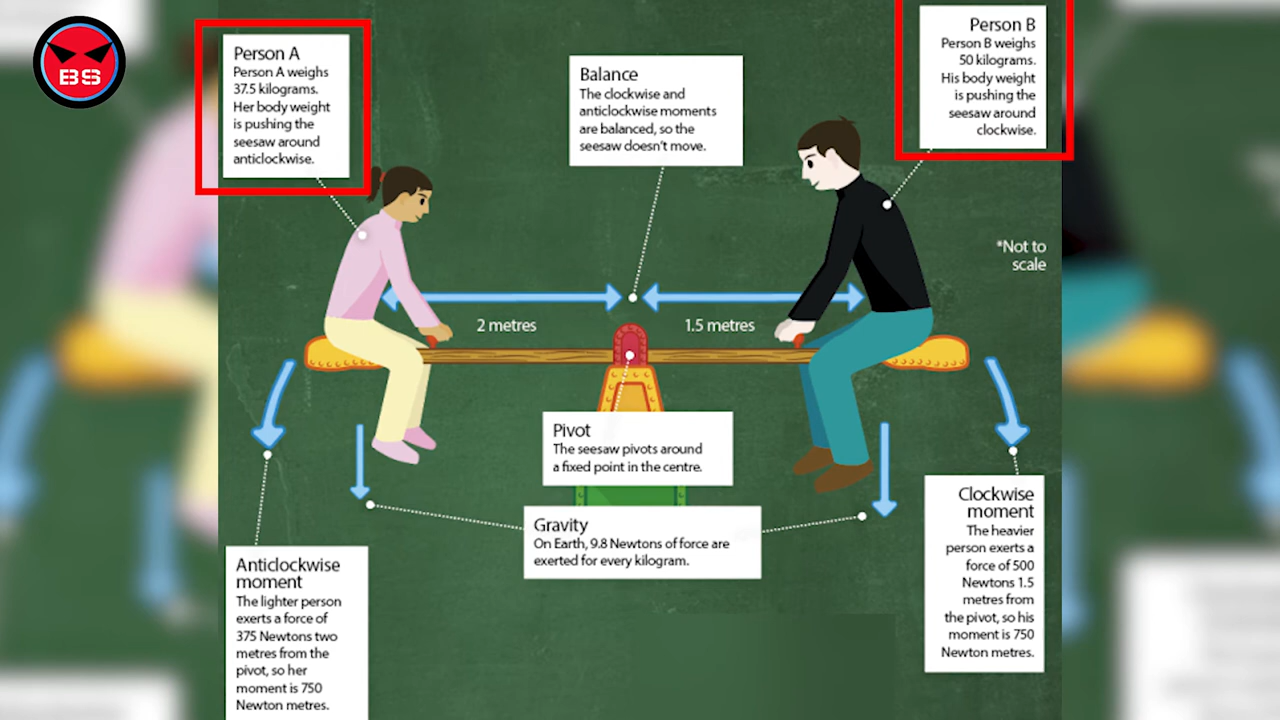 BS
Person A
Person A weighs
37.5 kilograms.
Her body weight
is pushing the
seesaw around
anticlockwise.
Balance
The clockwise and
anticlockwise moments
are balanced, so the
seesaw doesn't move.
Person B
Person B weighs
50 kilograms.
His body weight
is pushing the
seesaw around
clockwise.
*Not to
scale
2 metres
1.5 metres
Pivot
The seesaw pivots around
a fixed point in the centre.
Gravity
On Earth, 9.8 Newtons of force are
exerted for every kilogram.
Anticlockwise
moment
The lighter person
exerts a force of
375 Newtons two
metres from the
pivot, so her
moment is 750
Newton metres.
Clockwise
moment
The heavier
person exerts a
force of 500
Newtons 1.5
metres from
the pivot, so his
moment is 750
Newton metres.